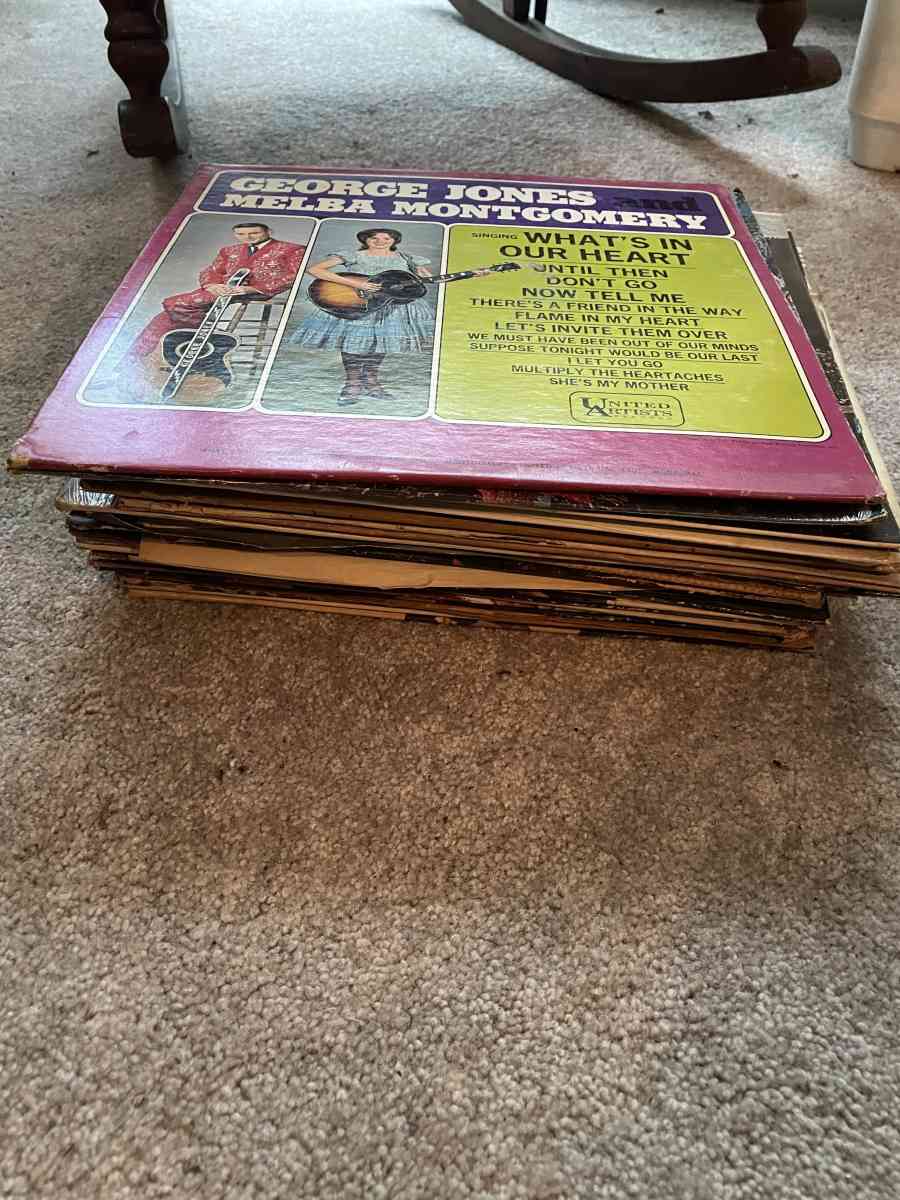 GEORGE JONES and
MELBA MONTGOMERY
SINGING WHAT'S IN
OUR HEART
UNTIL THEN
DON'T GO
NOW TELL ME
THERE'S A FRIEND IN THE WAY
FLAME IN MY HEART
LET'S INVITE THEM OVER
WE MUST HAVE BEEN OUT OF OUR MINDS
SUPPOSE TONIGHT WOULD BE OUR LAST
I LET YOU GO
MULTIPLY THE HEARTACHES
SHE'S MY MOTHER
UNITED
ARTISTS
GEORGE JONES